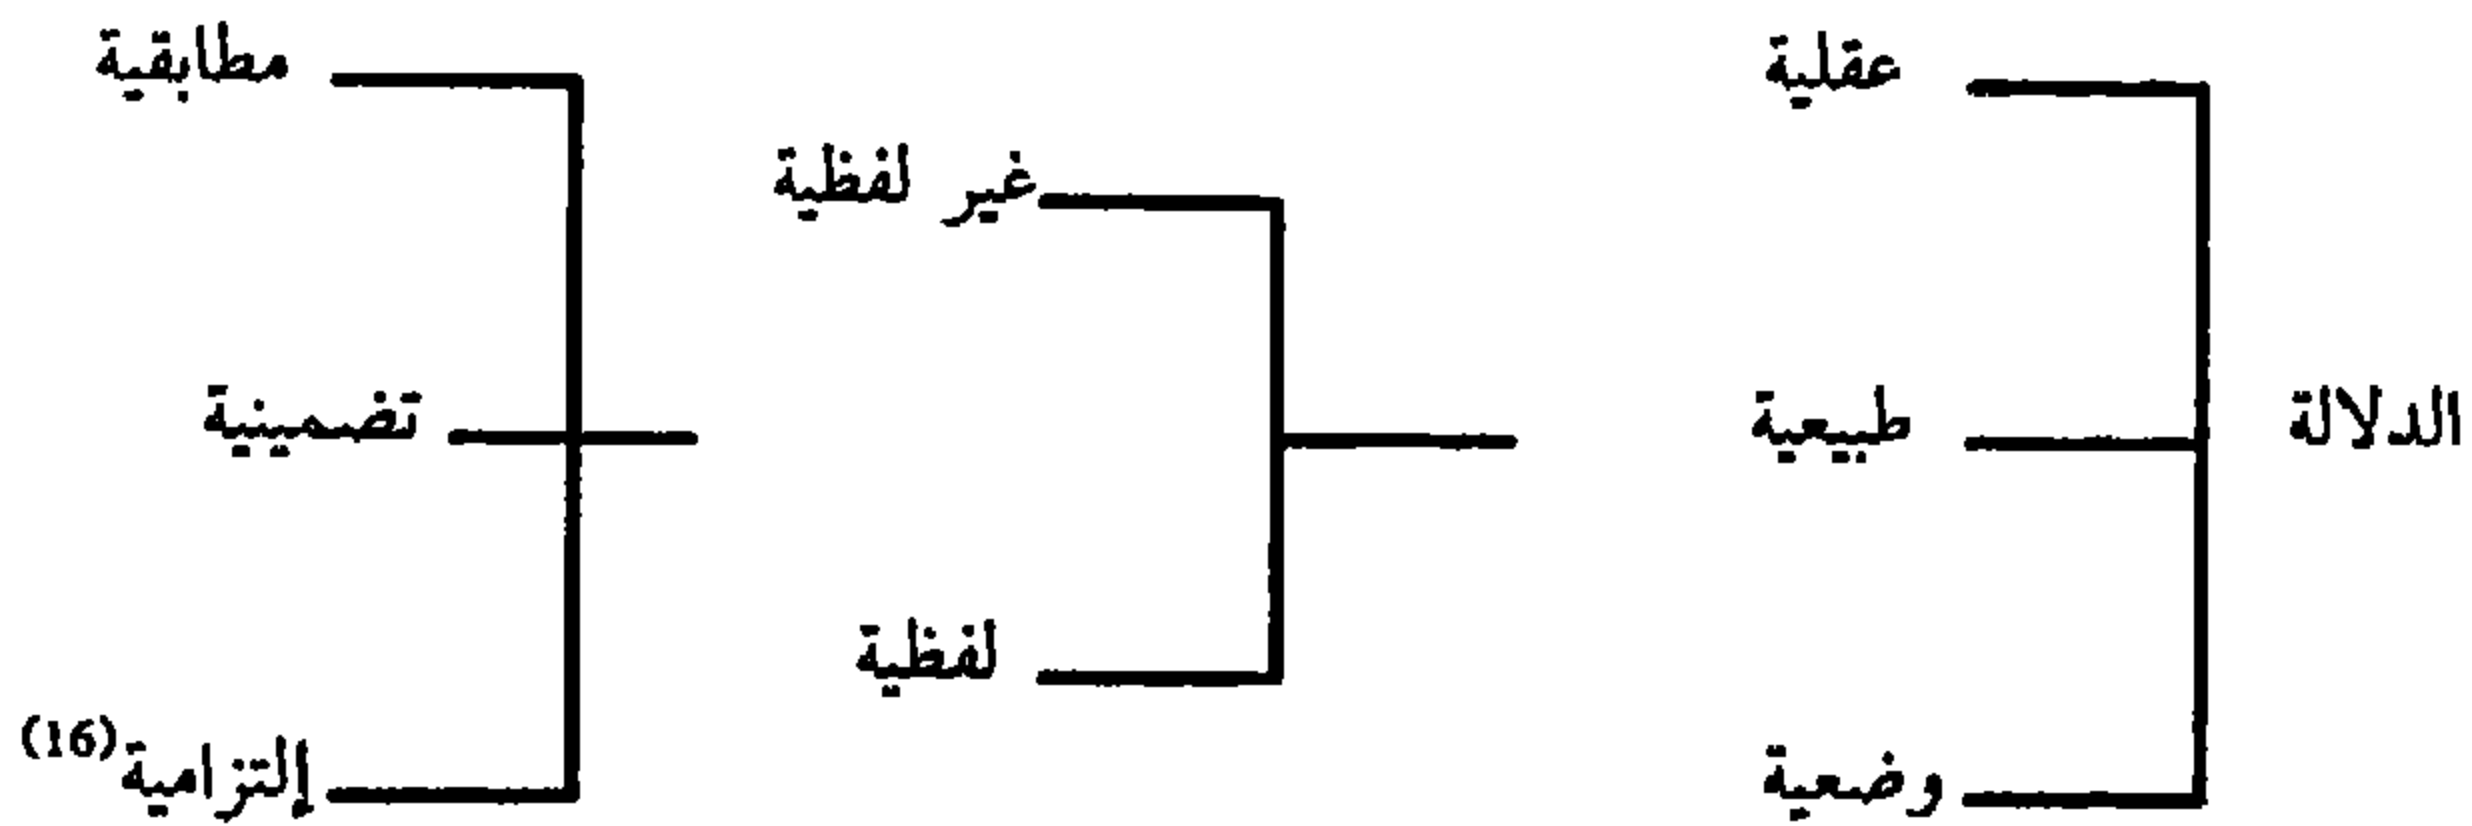 الدلالة
عقلية
طبيعية
وضعية
غير لفظية
لفظية
مطابقية
تضمينية
إلتزامية (16)